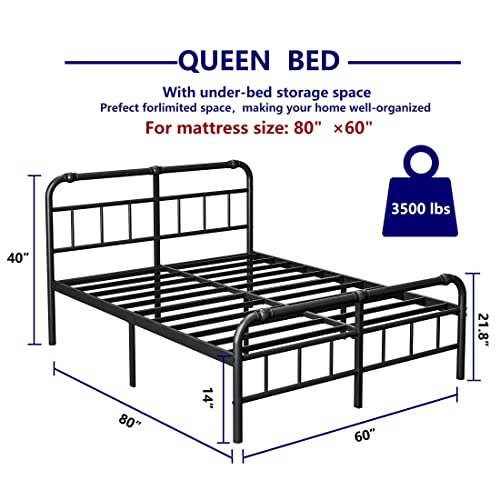 QUEEN BED
With under-bed storage space
Prefect forlimited space, making your home well-organized
For mattress size: 80" ×60"
3500 lbs
40"
21.8"
14"
80"
60"